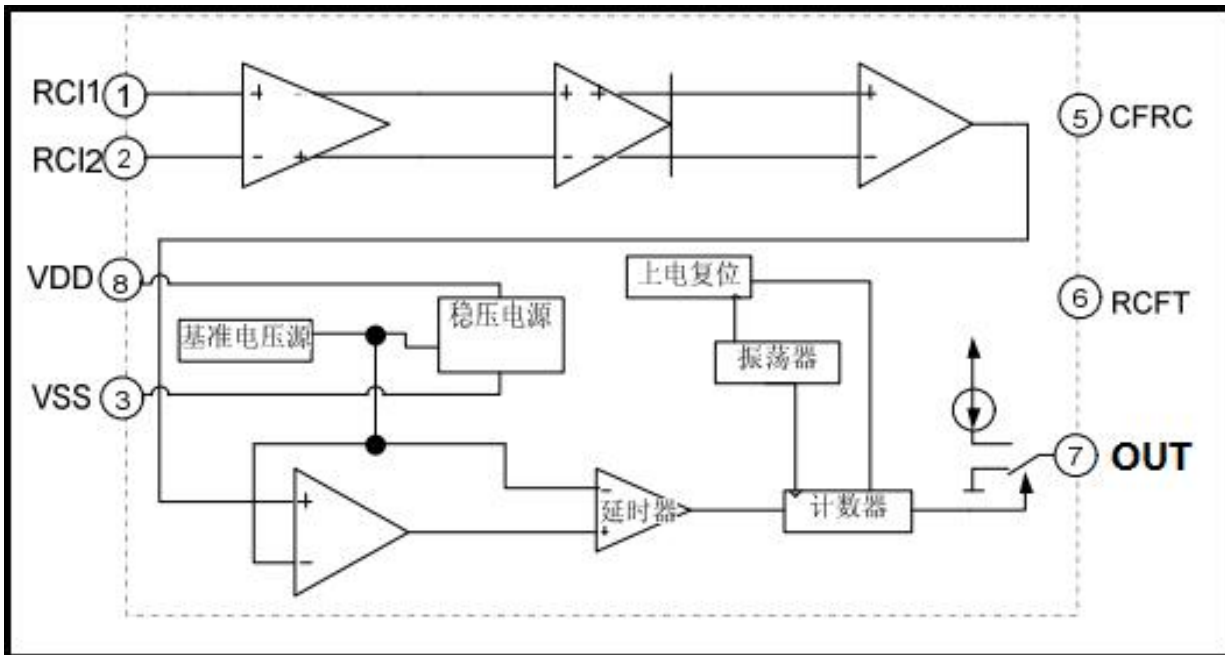 RCI1 1
RCI2 2
5 CFRC
VDD 8
上电复位
稳压电源
6 RCFT
基准电压源
振荡器
VSS 3
7 OUT
延时器
计数器